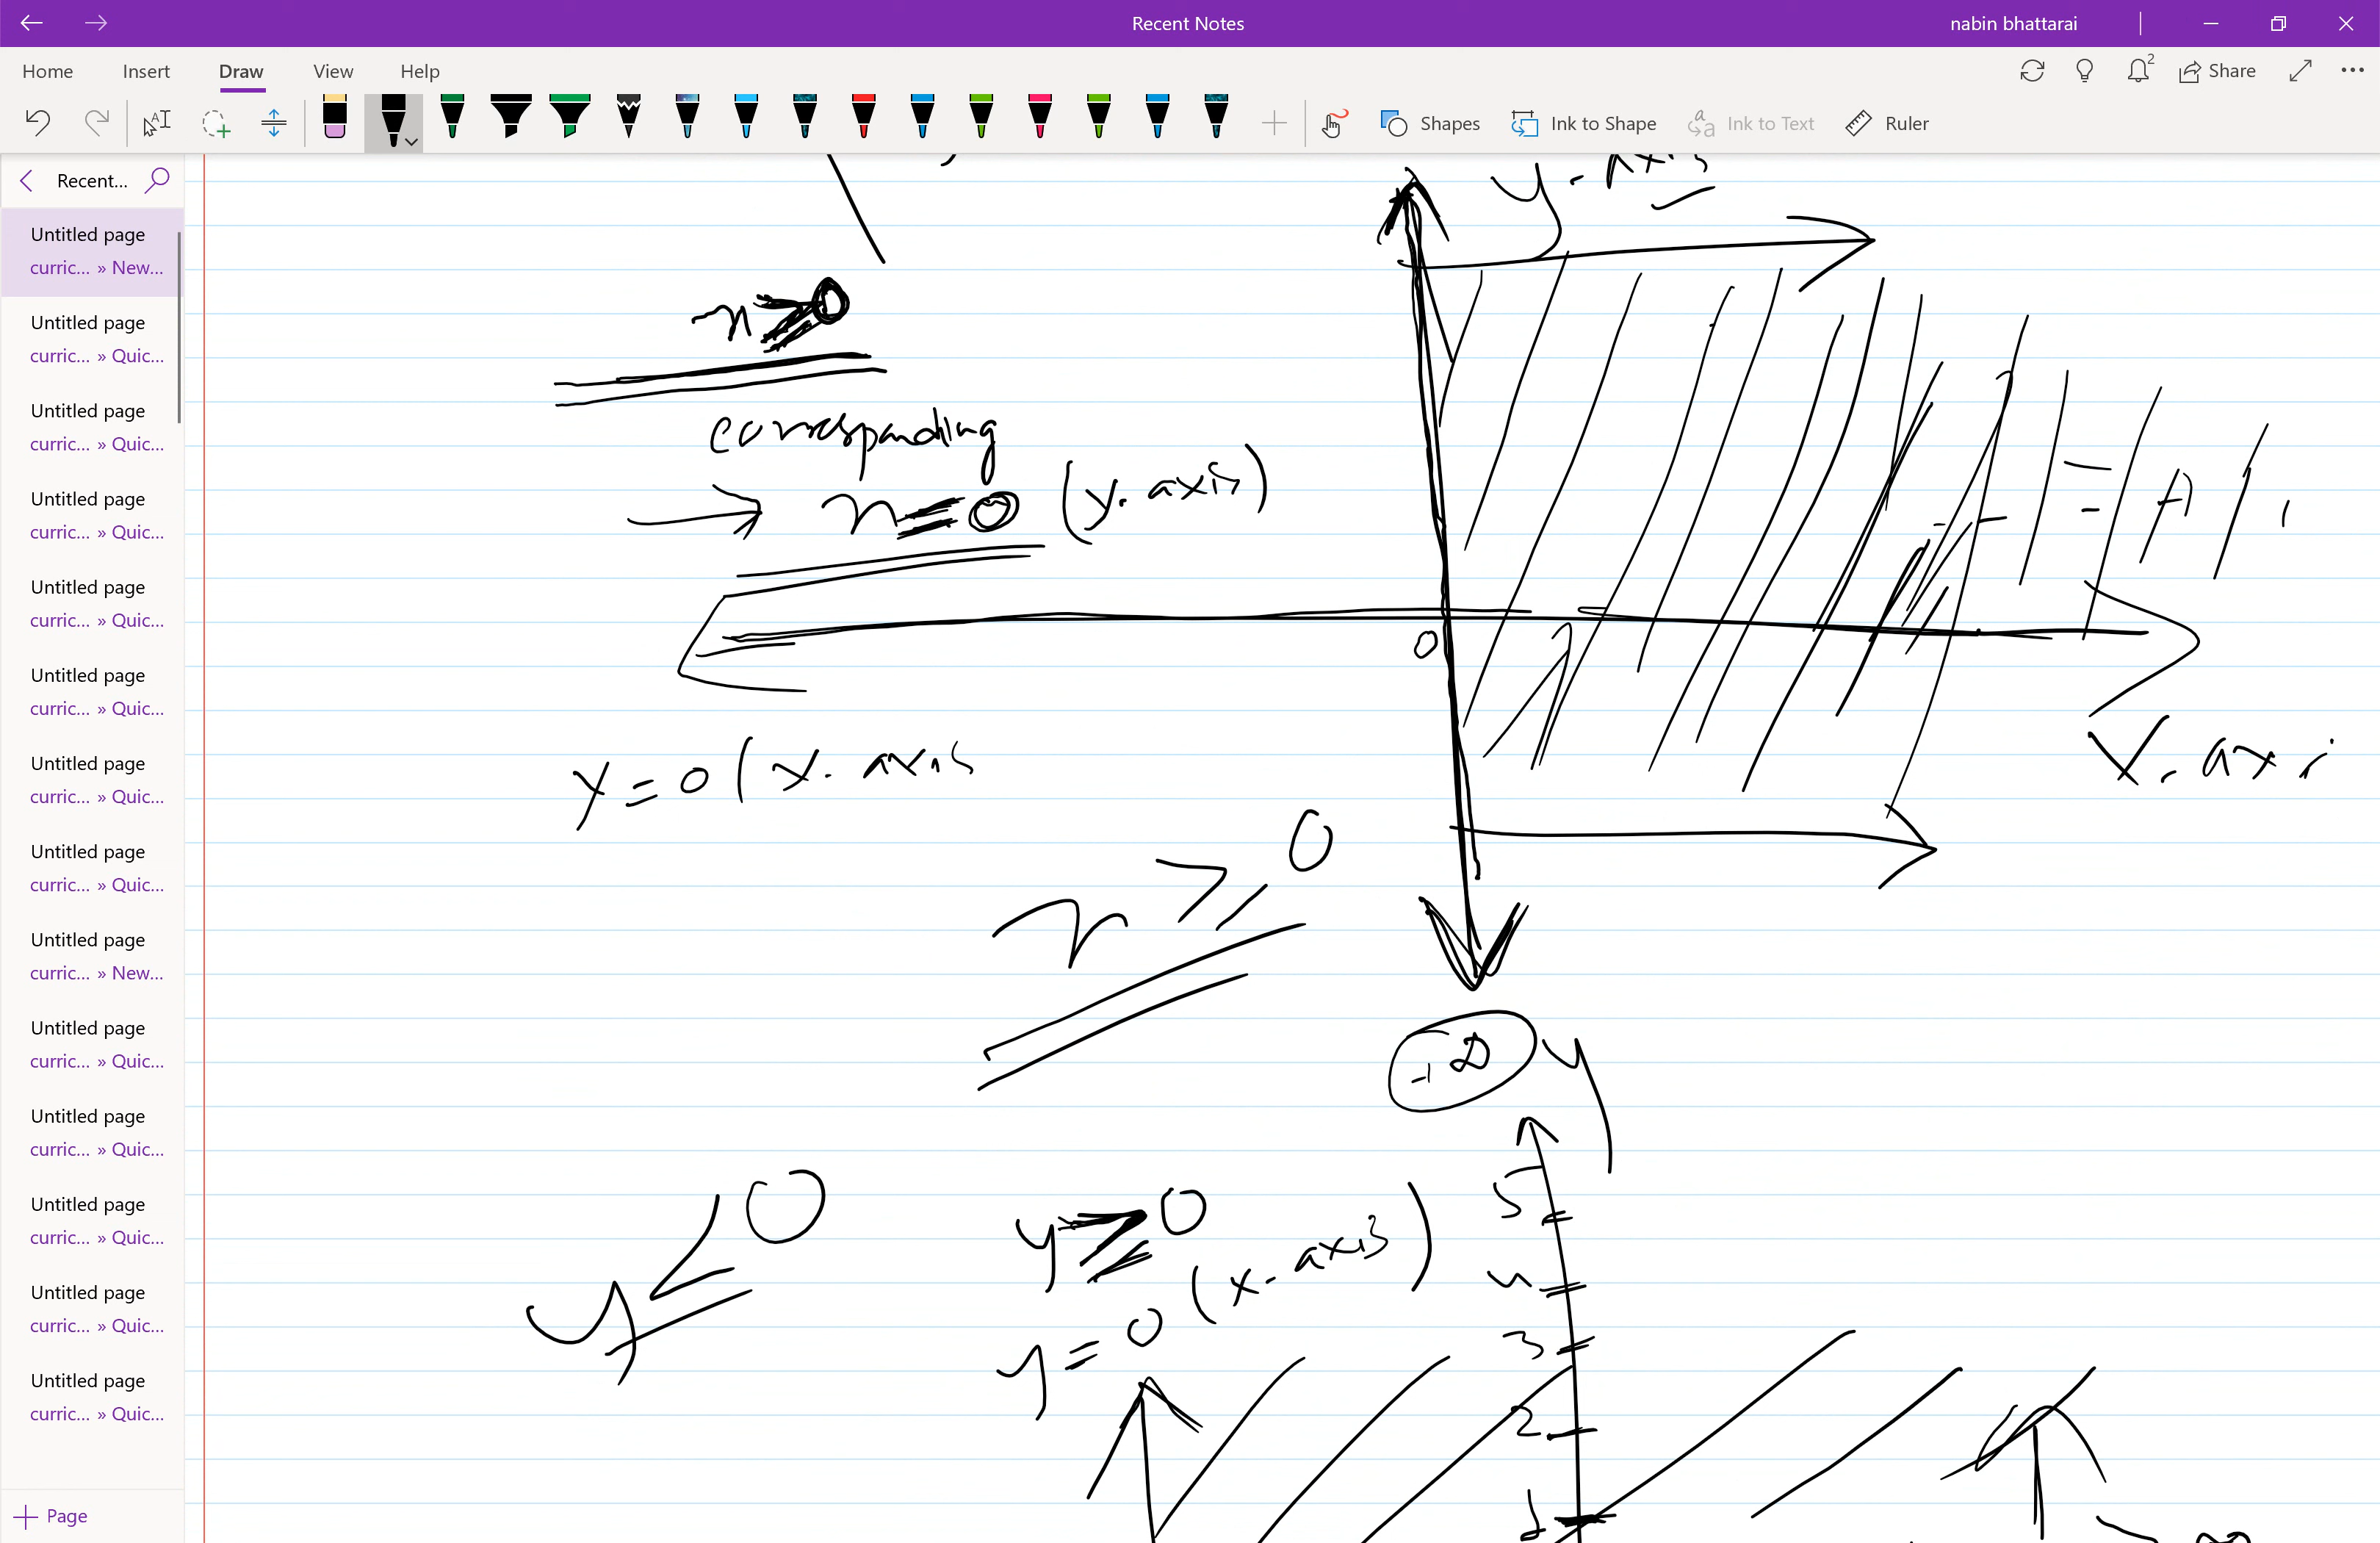 Recent Notes
nabin bhattarai
Home Insert Draw View Help
Share
Shapes
Ink to Shape
Ink to Text
Ruler
Recent...
Untitled page
curric... » New...
Untitled page
curric... » Quic...
Untitled page
curric... » Quic...
Untitled page
curric... » Quic...
Untitled page
curric... » Quic...
Untitled page
curric... » Quic...
Untitled page
curric... » Quic...
Untitled page
curric... » Quic...
Untitled page
curric... » New...
Untitled page
curric... » Quic...
Untitled page
curric... » Quic...
Untitled page
curric... » Quic...
Untitled page
curric... » Quic...
Untitled page
curric... » Quic...
Page
y-axis
x ≥ 0
corresponding
→ x = 0 (y-axis)
0
y = 0 (x-axis
x-axi
x ≥ 0
-∞
y
y ≤ 0
y ≥ 0
y = 0 (x-axis)
5
4
3
2
1